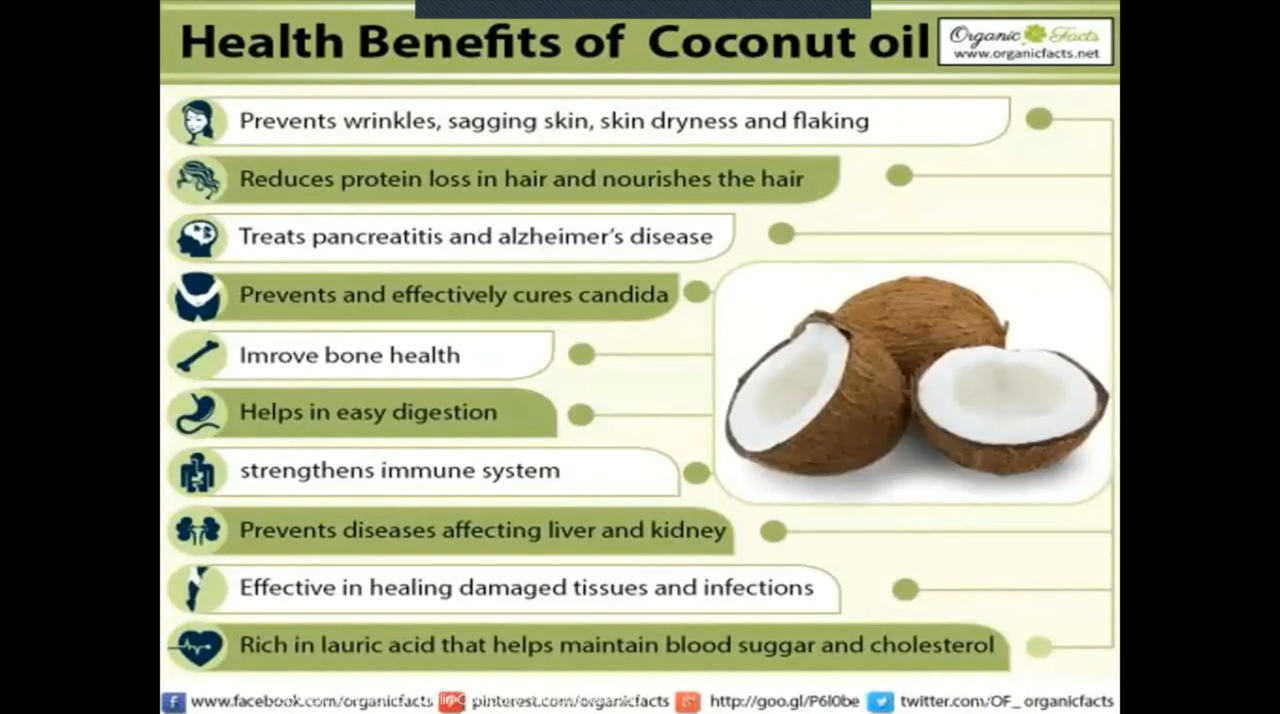 Health Benefits of Coconut oil
Organic Facts
www.organicfacts.net
Prevents wrinkles, sagging skin, skin dryness and flaking
Reduces protein loss in hair and nourishes the hair
Treats pancreatitis and alzheimer's disease
Prevents and effectively cures candida
Imrove bone health
Helps in easy digestion
strengthens immune system
Prevents diseases affecting liver and kidney
Effective in healing damaged tissues and infections
Rich in lauric acid that helps maintain blood suggar and cholesterol
www.facebook.com/organicfacts pinterest.com/organicfacts http://goo.gl/P6l0be twitter.com/OF_organicfacts